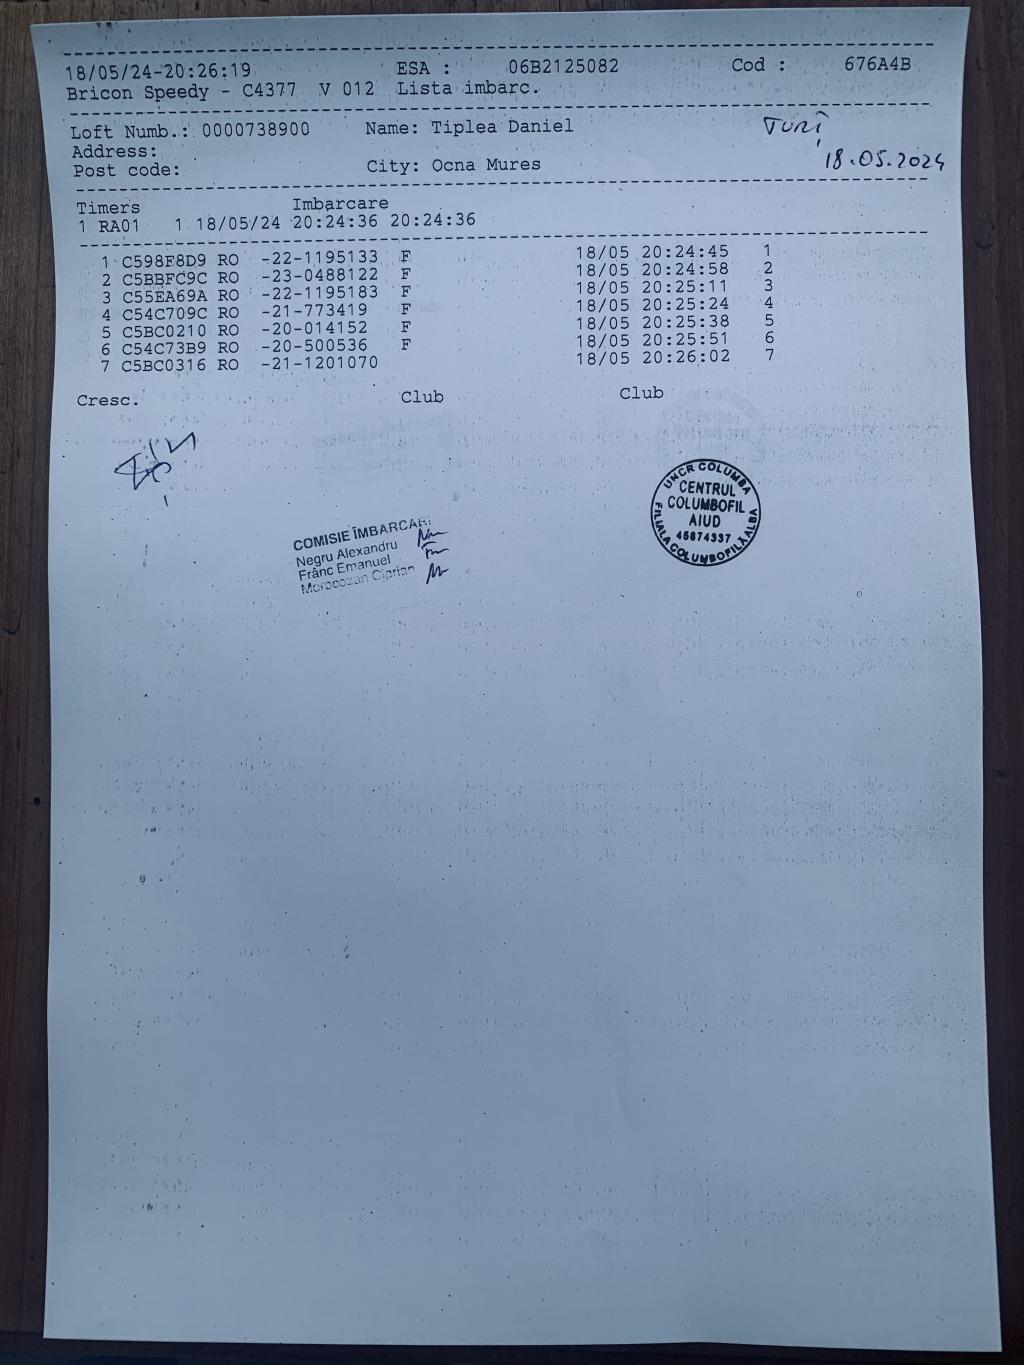 18/05/24-20:26:19 ESA : 06B2125082 Cod : 676A4B
Bricon Speedy - C4377 V 012 Lista imbarc.
Loft Numb.: 0000738900 Name: Tiplea Daniel
Address:
Post code: City: Ocna Mures
18.05.2024
Timers Imbarcare
1 RA01 1 18/05/24 20:24:36 20:24:36
1 C598F8D9 RO -22-1195133 F 18/05 20:24:45 1
2 C5BBFC9C RO -23-0488122 F 18/05 20:24:58 2
3 C55EA69A RO -22-1195183 F 18/05 20:25:11 3
4 C54C709C RO -21-773419 F 18/05 20:25:24 4
5 C5BC0210 RO -20-014152 F 18/05 20:25:38 5
6 C54C73B9 RO -20-500536 F 18/05 20:25:51 6
7 C5BC0316 RO -21-1201070 18/05 20:26:02 7
Cresc. Club Club
COMISIE ÎMBARCARI
Negru Alexandru
Frânc Emanuel
Morocozan Ciprian
UNCR COLUMBA
CENTRUL
COLUMBOFIL
AIUD
45874337
FILIALA COLUMBOFILĂ ALBA